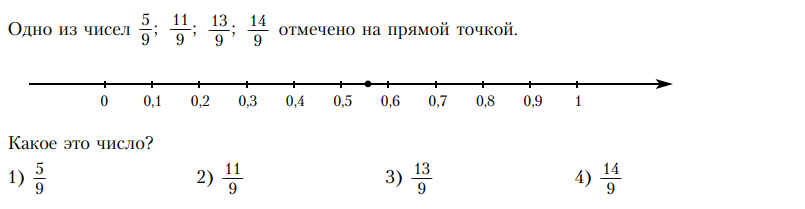 Одно из чисел 5/9; 11/9; 13/9; 14/9 отмечено на прямой точкой.
0 0,1 0,2 0,3 0,4 0,5 0,6 0,7 0,8 0,9 1
Какое это число?
1) 5/9 2) 11/9 3) 13/9 4) 14/9